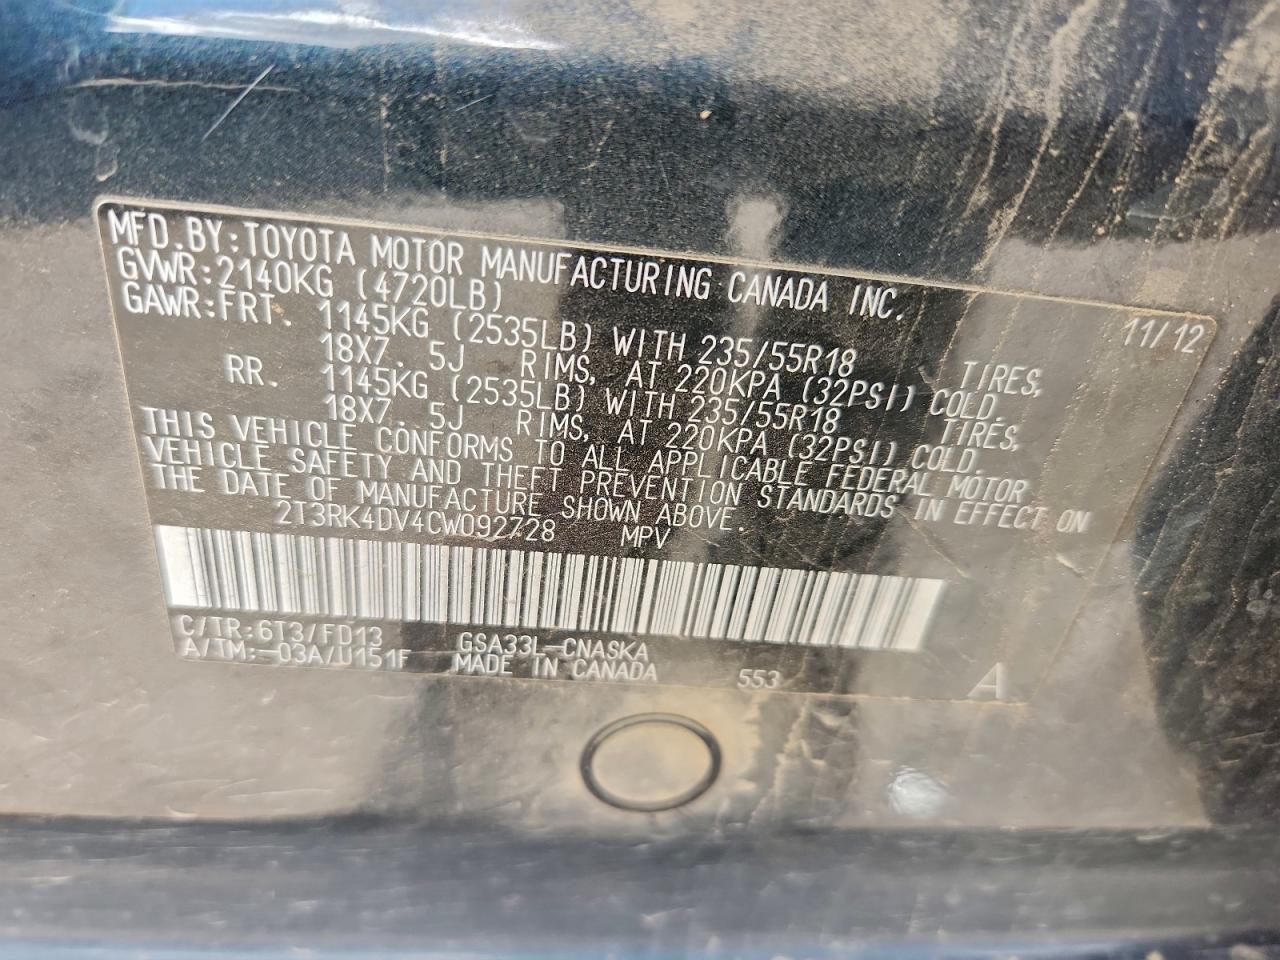 MFD.BY:TOYOTA MOTOR MANUFACTURING CANADA INC.
GVWR:2140KG (4720LB) 11/12
GAWR:FRT. 1145KG (2535LB) WITH 235/55R18 TIRES,
18X7. 5J RIMS, AT 220KPA (32PSI) COLD.
RR. 1145KG (2535LB) WITH 235/55R18 TIRES,
18X7. 5J RIMS, AT 220KPA (32PSI) COLD.
THIS VEHICLE CONFORMS TO ALL APPLICABLE FEDERAL MOTOR
VEHICLE SAFETY AND THEFT PREVENTION STANDARDS IN EFFECT ON
THE DATE OF MANUFACTURE SHOWN ABOVE.
2T3RK4DV4CW092728 MPV
C/TR:6T3/FD13 GSA33L-CNASKA
A/TM:-03A/U151F MADE IN CANADA 553 A